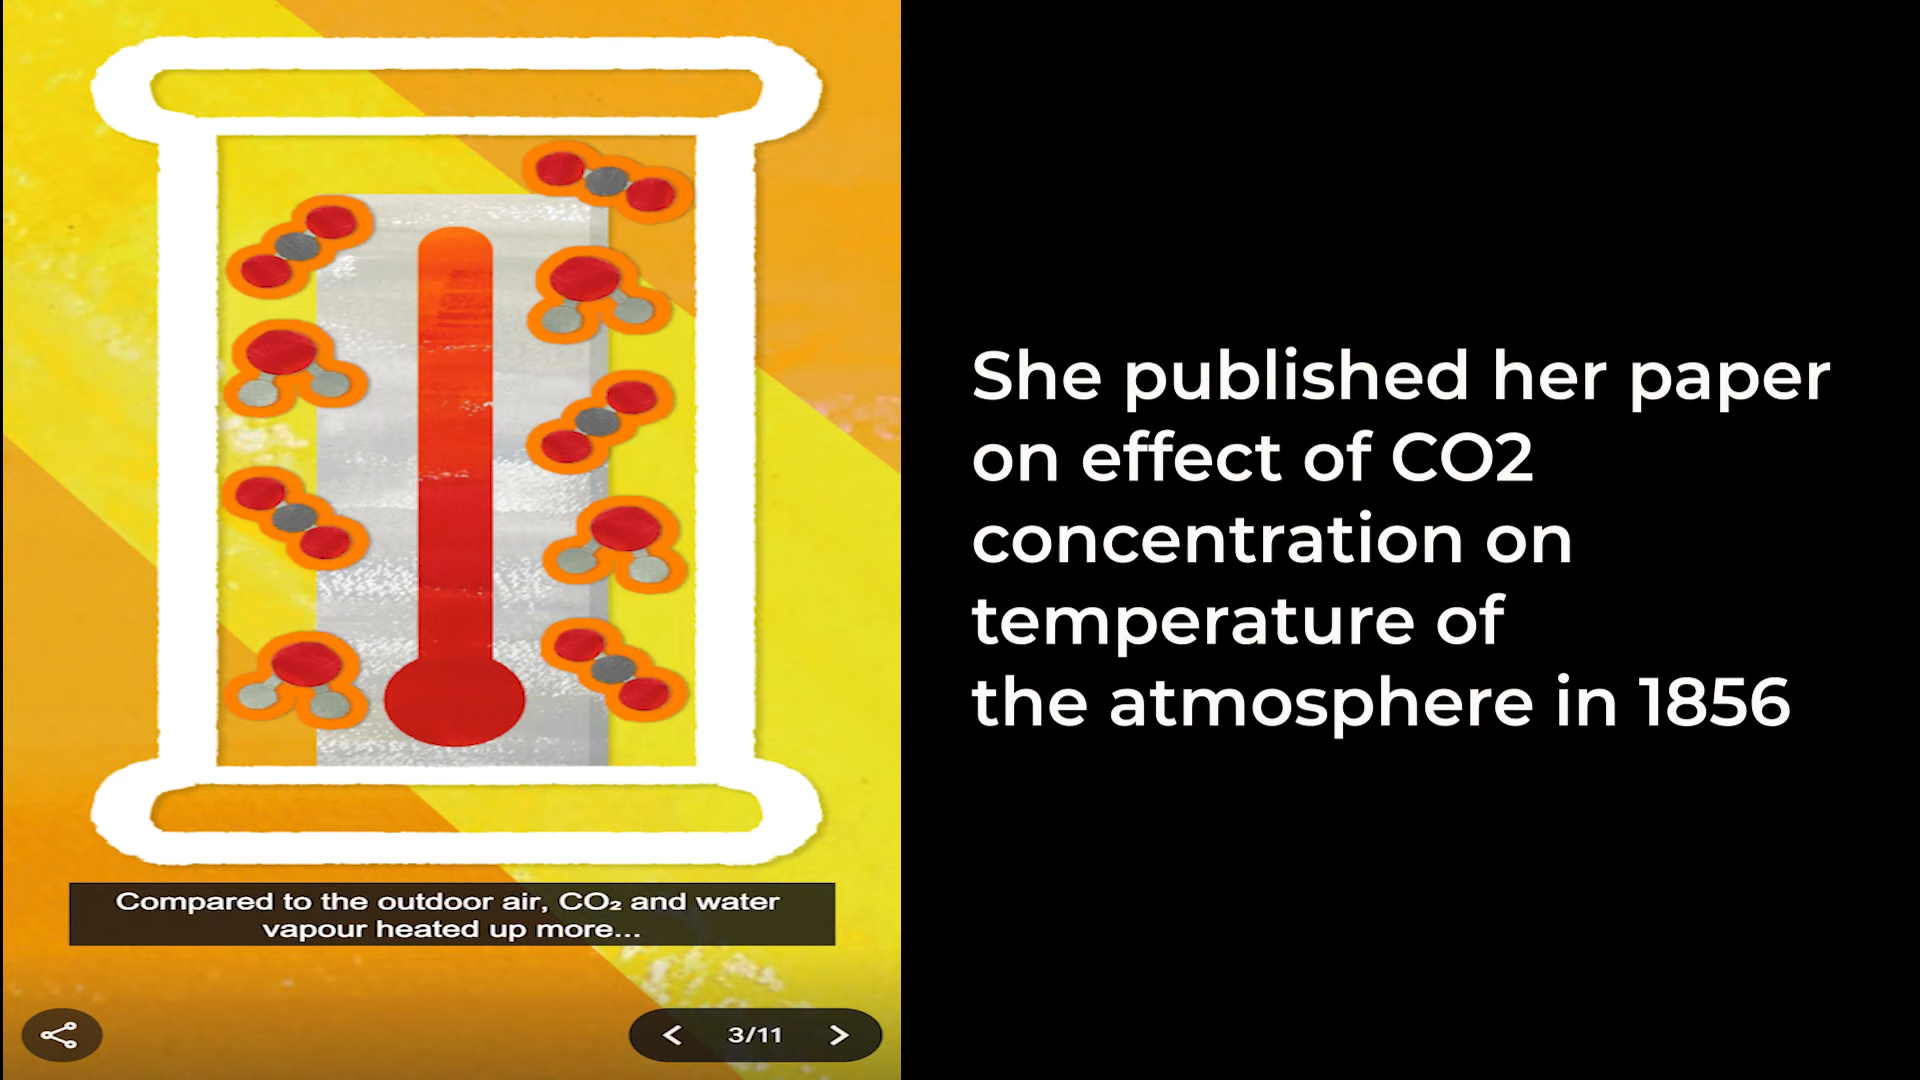 Compared to the outdoor air, CO₂ and water
vapour heated up more...
3/11
She published her paper
on effect of CO2
concentration on
temperature of
the atmosphere in 1856